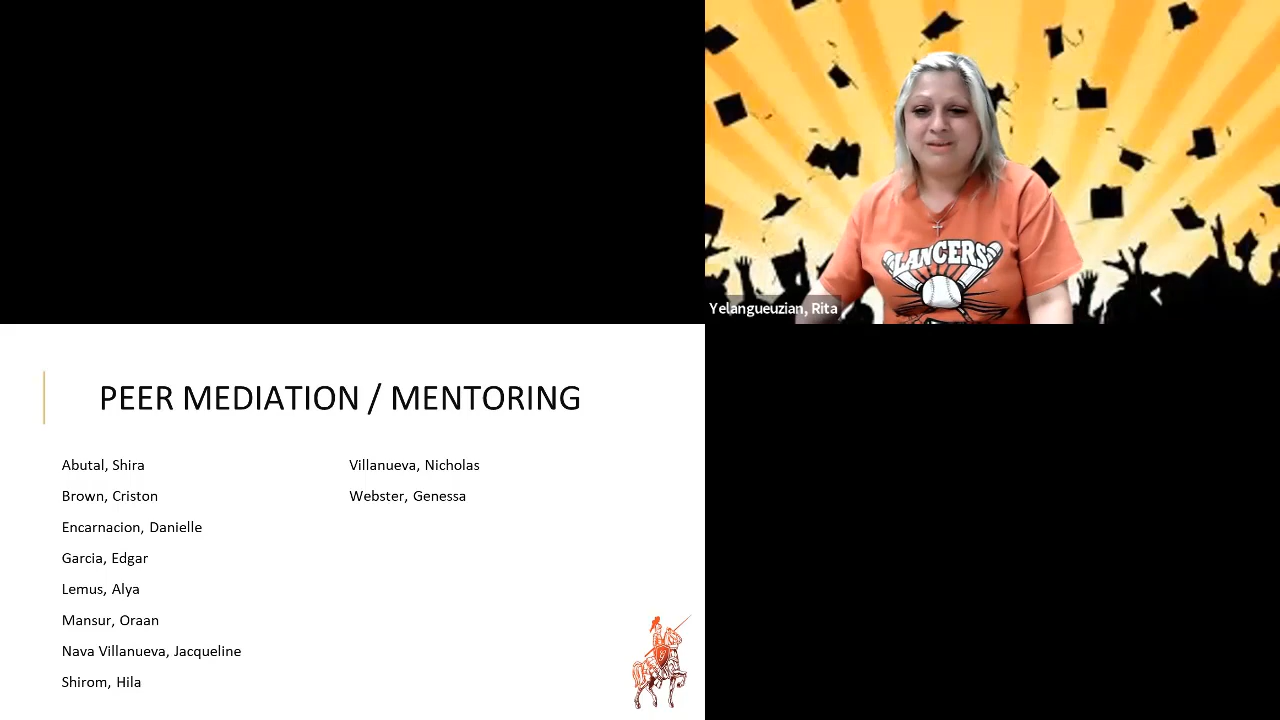 LANCERS
Yelangueuzian, Rita
PEER MEDIATION / MENTORING
Abutal, Shira
Brown, Criston
Encarnacion, Danielle
Garcia, Edgar
Lemus, Alya
Mansur, Oraan
Nava Villanueva, Jacqueline
Shirom, Hila
Villanueva, Nicholas
Webster, Genessa